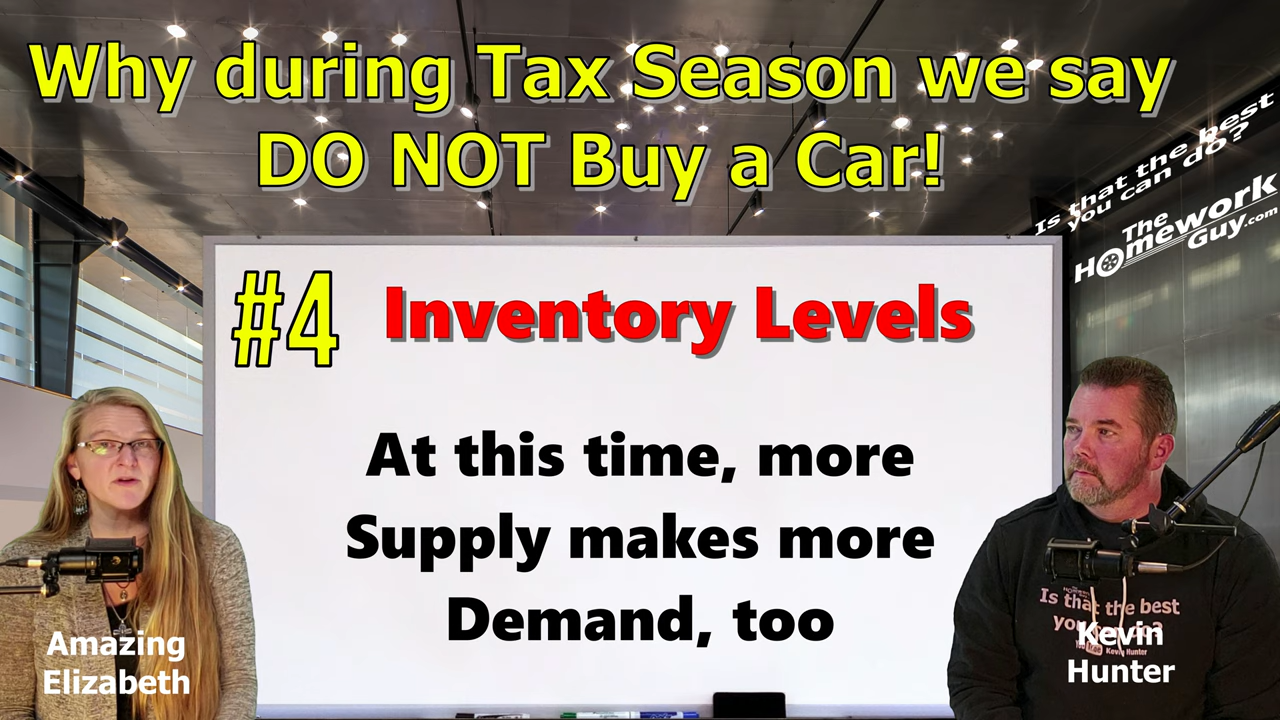 Why during Tax Season we say
DO NOT Buy a Car!
Is that the best
you can do?
The
Homework
Guy.com
#4 Inventory Levels
At this time, more
Supply makes more
Demand, too
Amazing
Elizabeth
Is that the best
Kevin Hunter
Kevin
Hunter